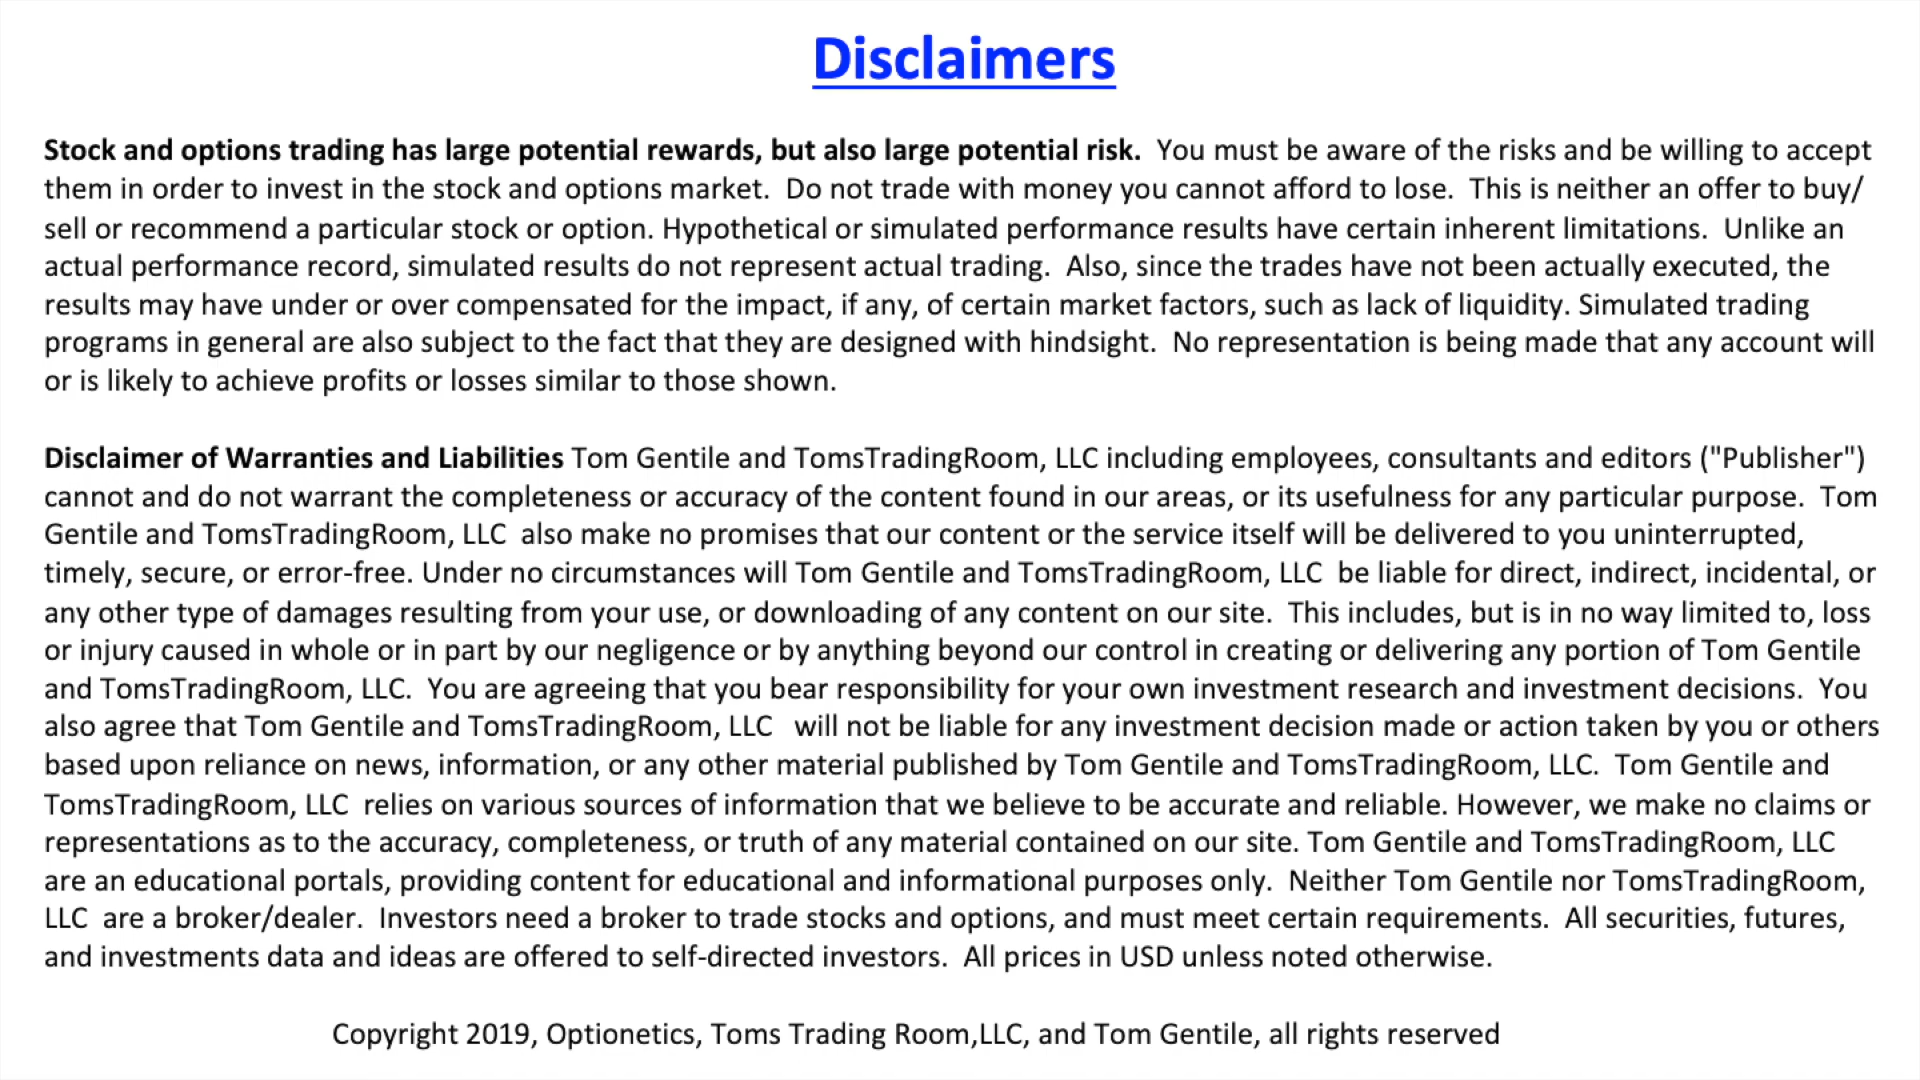 Disclaimers
Stock and options trading has large potential rewards, but also large potential risk.  You must be aware of the risks and be willing to accept
them in order to invest in the stock and options market.  Do not trade with money you cannot afford to lose.  This is neither an offer to buy/
sell or recommend a particular stock or option. Hypothetical or simulated performance results have certain inherent limitations.  Unlike an
actual performance record, simulated results do not represent actual trading.  Also, since the trades have not been actually executed, the
results may have under or over compensated for the impact, if any, of certain market factors, such as lack of liquidity. Simulated trading
programs in general are also subject to the fact that they are designed with hindsight.  No representation is being made that any account will
or is likely to achieve profits or losses similar to those shown.
Disclaimer of Warranties and Liabilities Tom Gentile and TomsTradingRoom, LLC including employees, consultants and editors ("Publisher")
cannot and do not warrant the completeness or accuracy of the content found in our areas, or its usefulness for any particular purpose.  Tom
Gentile and TomsTradingRoom, LLC  also make no promises that our content or the service itself will be delivered to you uninterrupted,
timely, secure, or error-free. Under no circumstances will Tom Gentile and TomsTradingRoom, LLC  be liable for direct, indirect, incidental, or
any other type of damages resulting from your use, or downloading of any content on our site.  This includes, but is in no way limited to, loss
or injury caused in whole or in part by our negligence or by anything beyond our control in creating or delivering any portion of Tom Gentile
and TomsTradingRoom, LLC.  You are agreeing that you bear responsibility for your own investment research and investment decisions.  You
also agree that Tom Gentile and TomsTradingRoom, LLC   will not be liable for any investment decision made or action taken by you or others
based upon reliance on news, information, or any other material published by Tom Gentile and TomsTradingRoom, LLC.  Tom Gentile and
TomsTradingRoom, LLC  relies on various sources of information that we believe to be accurate and reliable. However, we make no claims or
representations as to the accuracy, completeness, or truth of any material contained on our site. Tom Gentile and TomsTradingRoom, LLC
are an educational portals, providing content for educational and informational purposes only.  Neither Tom Gentile nor TomsTradingRoom,
LLC  are a broker/dealer.  Investors need a broker to trade stocks and options, and must meet certain requirements.  All securities, futures,
and investments data and ideas are offered to self-directed investors.  All prices in USD unless noted otherwise.
Copyright 2019, Optionetics, Toms Trading Room,LLC, and Tom Gentile, all rights reserved